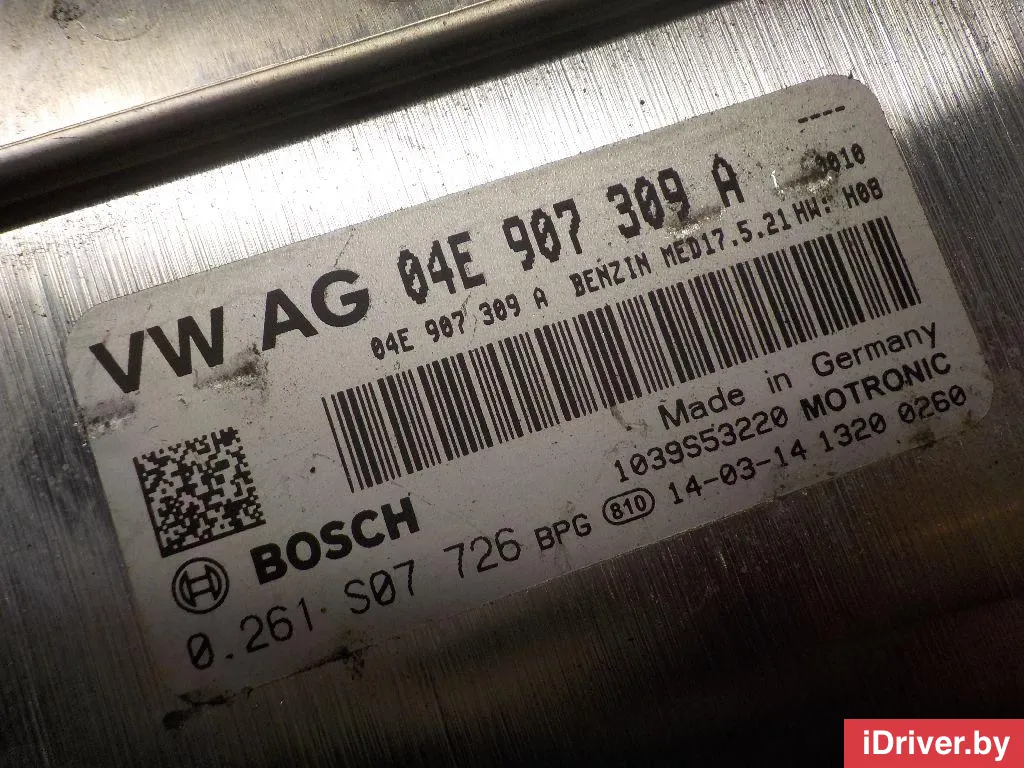 ----
VW AG 04E 907 309 A 0010
04E 907 309 A BENZIN MED17.5.21 HW: H08
Made in Germany
1039S53220 MOTRONIC
BOSCH
0.261.S07 726 BPG 810 14-03-14 1320 0260
iDriver.by